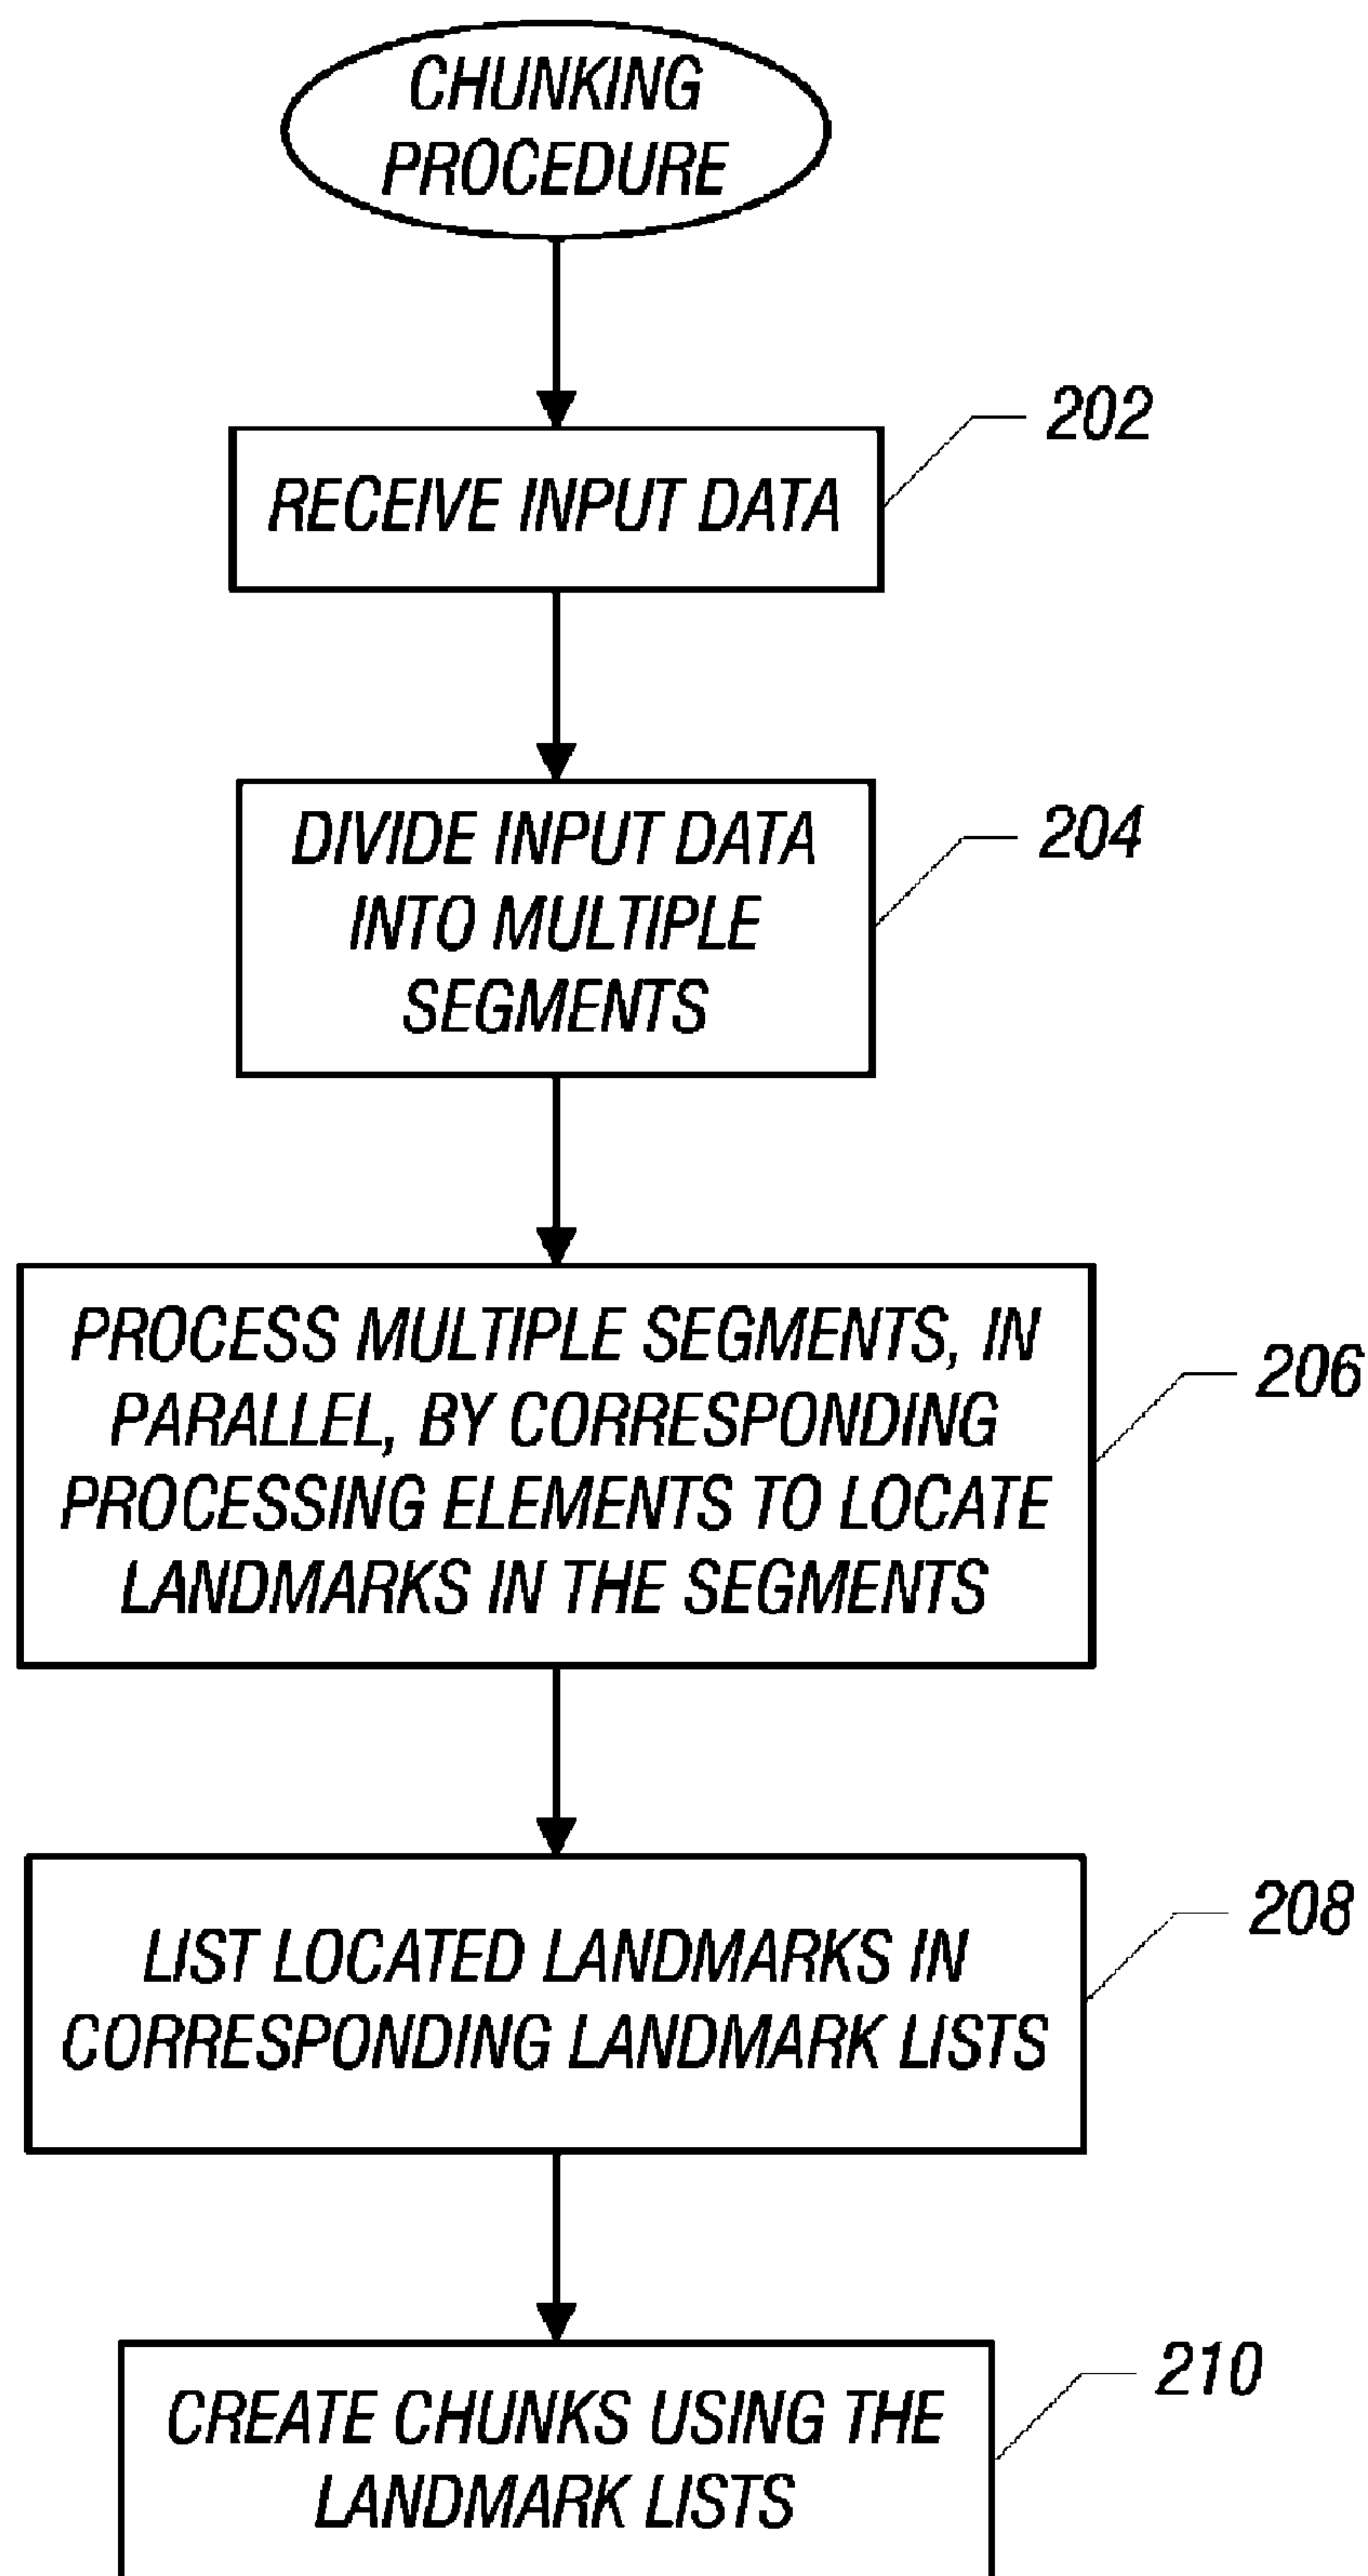 CHUNKING
PROCEDURE
202
RECEIVE INPUT DATA
204
DIVIDE INPUT DATA
INTO MULTIPLE
SEGMENTS
206
PROCESS MULTIPLE SEGMENTS, IN
PARALLEL, BY CORRESPONDING
PROCESSING ELEMENTS TO LOCATE
LANDMARKS IN THE SEGMENTS
208
LIST LOCATED LANDMARKS IN
CORRESPONDING LANDMARK LISTS
210
CREATE CHUNKS USING THE
LANDMARK LISTS